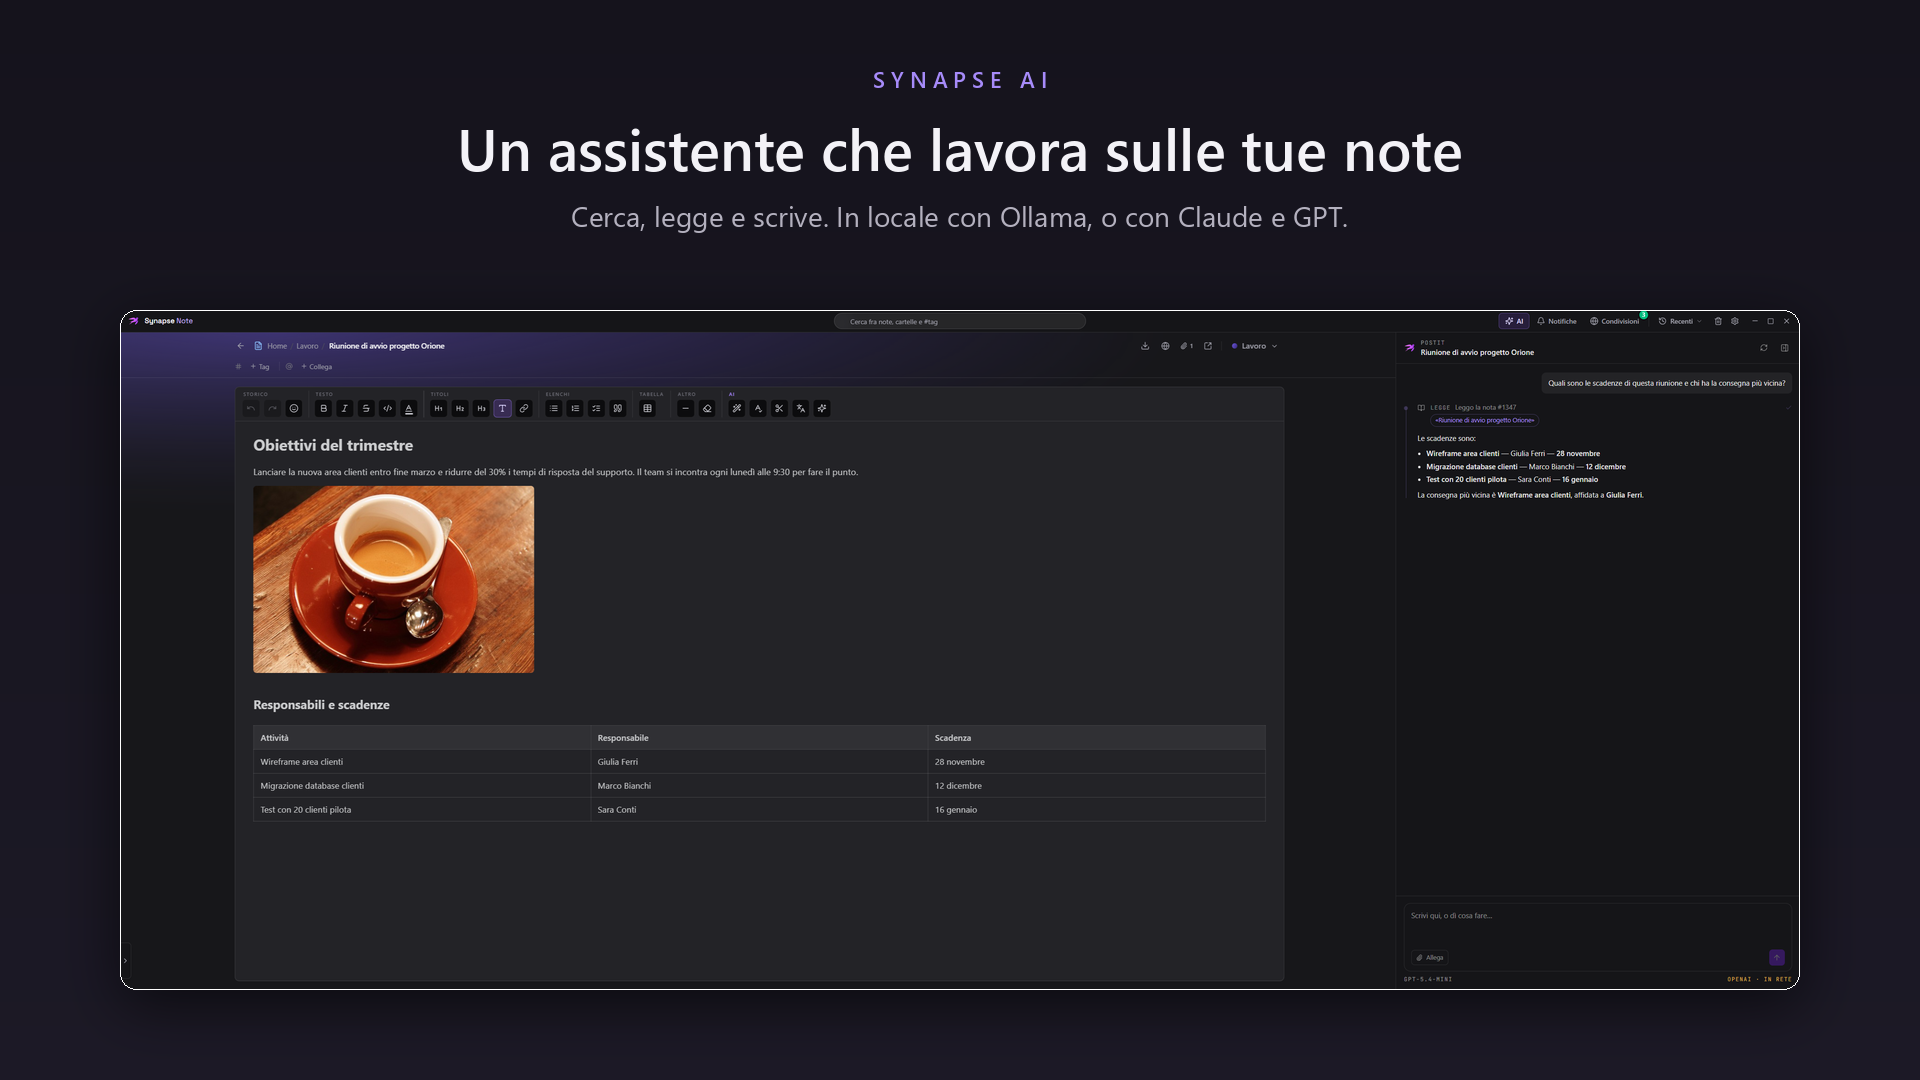 SYNAPSE AI
Un assistente che lavora sulle tue note
Cerca, legge e scrive. In locale con Ollama, o con Claude e GPT.
Synapse Note
Cerca fra note, cartelle e #tag
AI
Notifiche
Condivisioni
3
Recenti
Home / Lavoro / Riunione di avvio progetto Orione
1
Lavoro
# + Tag @ + Collega
POSTIT
Riunione di avvio progetto Orione
STORICO TESTO TITOLI ELENCHI TABELLA ALTRO AI
B I S </> A H1 H2 H3 T
Obiettivi del trimestre
Lanciare la nuova area clienti entro fine marzo e ridurre del 30% i tempi di risposta del supporto. Il team si incontra ogni lunedì alle 9:30 per fare il punto.
Responsabili e scadenze
Attività Responsabile Scadenza
Wireframe area clienti Giulia Ferri 28 novembre
Migrazione database clienti Marco Bianchi 12 dicembre
Test con 20 clienti pilota Sara Conti 16 gennaio
Quali sono le scadenze di questa riunione e chi ha la consegna più vicina?
LEGGE Leggo la nota #1347
«Riunione di avvio progetto Orione»
Le scadenze sono:
• Wireframe area clienti — Giulia Ferri — 28 novembre
• Migrazione database clienti — Marco Bianchi — 12 dicembre
• Test con 20 clienti pilota — Sara Conti — 16 gennaio
La consegna più vicina è Wireframe area clienti, affidata a Giulia Ferri.
Scrivi qui, o di cosa fare...
Allega
GPT-5.4-MINI
OPENAI · IN RETE